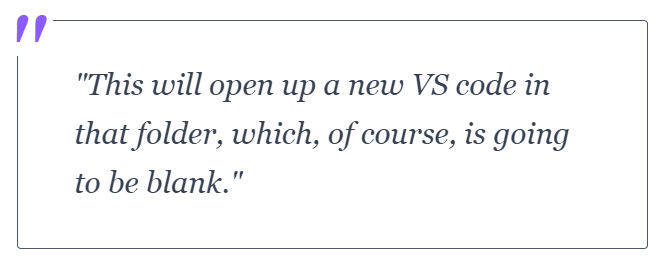 "This will open up a new VS code in
that folder, which, of course, is going
to be blank."